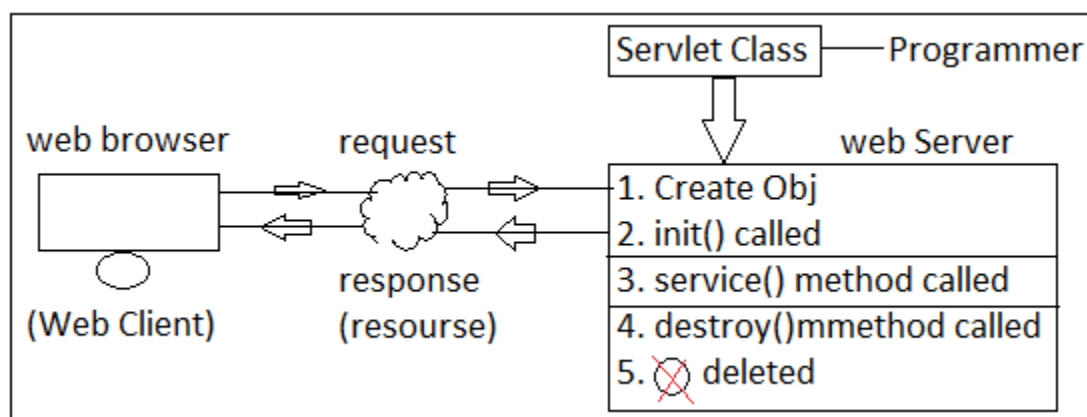 Servlet Class
Programmer
web browser
request
web Server
1. Create Obj
2. init() called
3. service() method called
response
(resourse)
(Web Client)
4. destroy()mmethod called
5. deleted